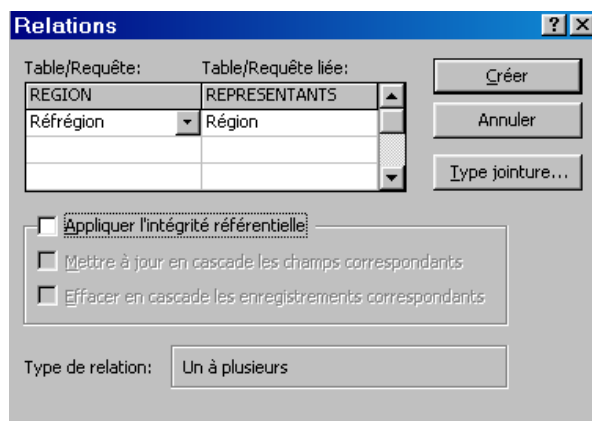 Relations
Table/Requête: Table/Requête liée:
REGION REPRESENTANTS
Réfrégion Région
Créer
Annuler
Type jointure...
Appliquer l'intégrité référentielle
Mettre à jour en cascade les champs correspondants
Effacer en cascade les enregistrements correspondants
Type de relation: Un à plusieurs